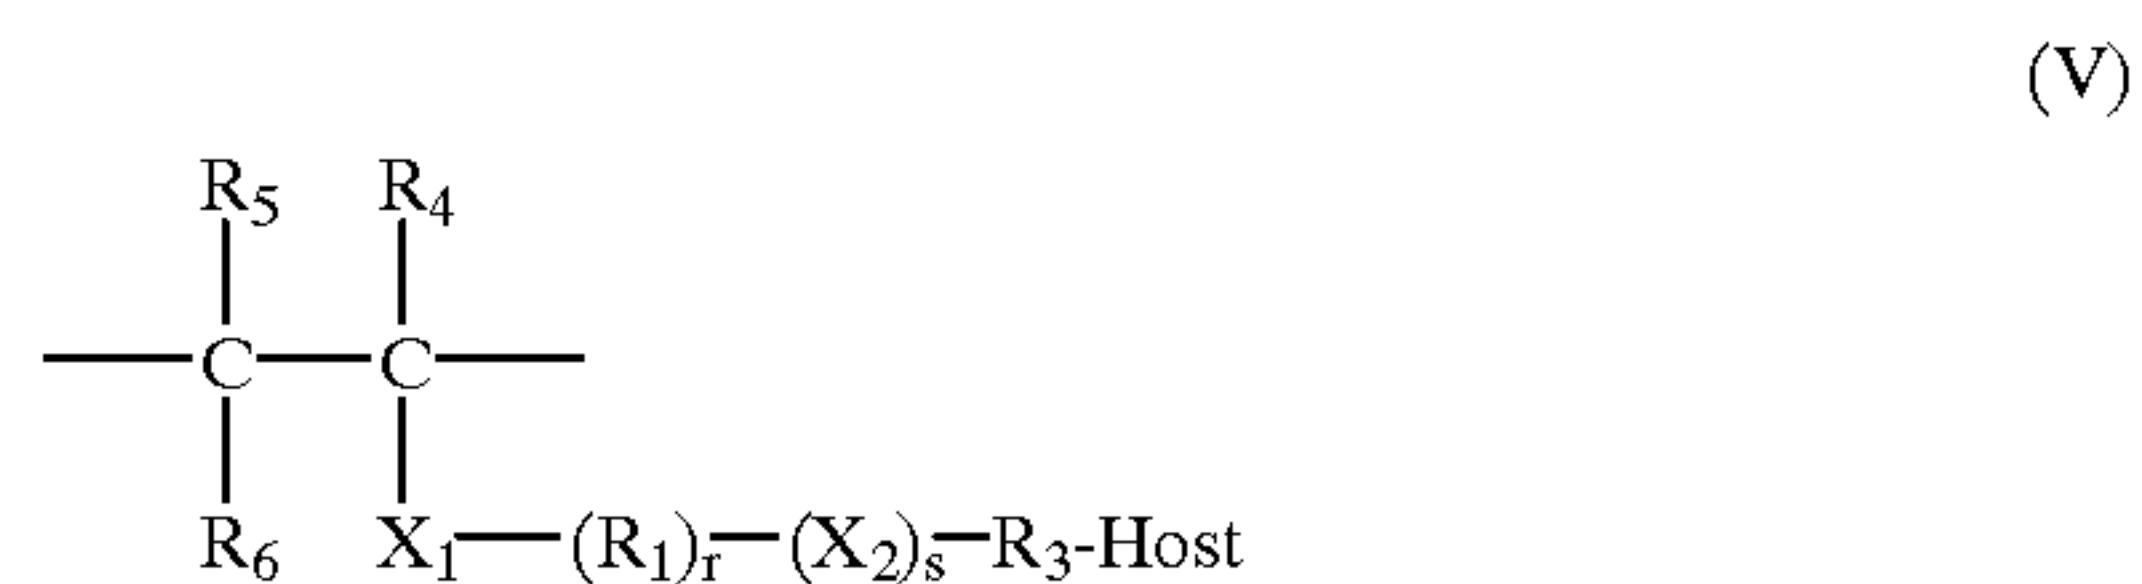 (V)
R5 R4
C C
R6 X1—(R1)r—(X2)s—R3-Host